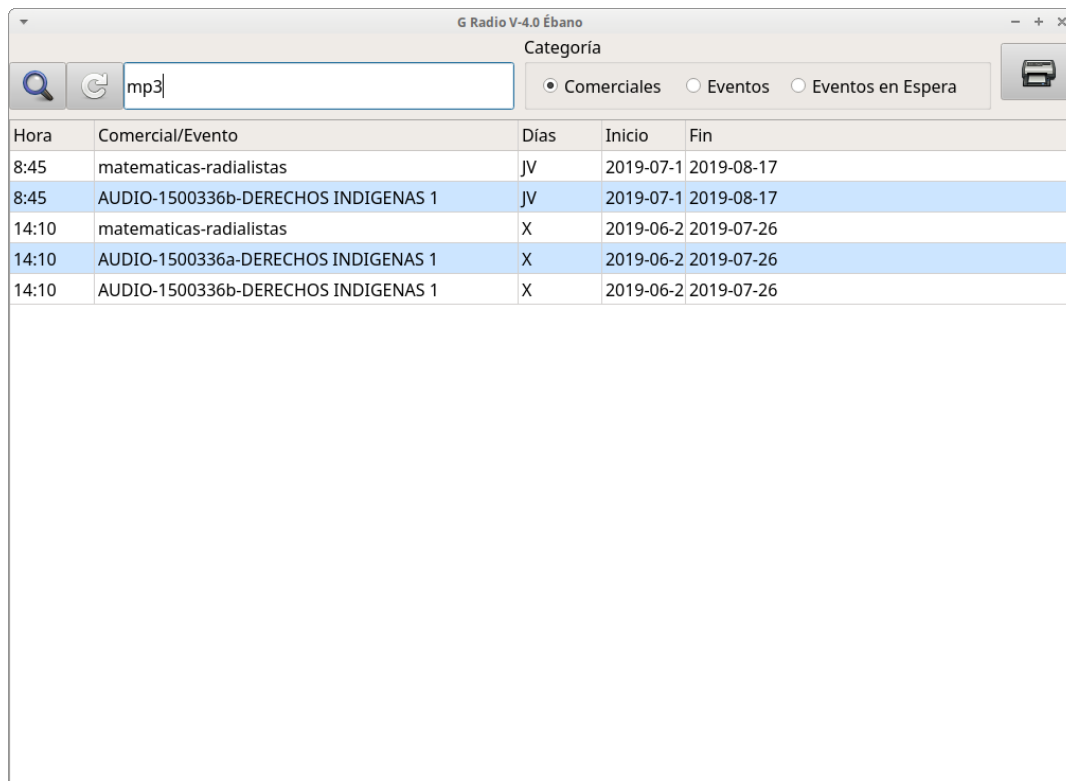 G Radio V-4.0 Ébano
Categoría
mp3 Comerciales Eventos Eventos en Espera
Hora Comercial/Evento Días Inicio Fin
8:45 matematicas-radialistas JV 2019-07-1 2019-08-17
8:45 AUDIO-1500336b-DERECHOS INDIGENAS 1 JV 2019-07-1 2019-08-17
14:10 matematicas-radialistas X 2019-06-2 2019-07-26
14:10 AUDIO-1500336a-DERECHOS INDIGENAS 1 X 2019-06-2 2019-07-26
14:10 AUDIO-1500336b-DERECHOS INDIGENAS 1 X 2019-06-2 2019-07-26